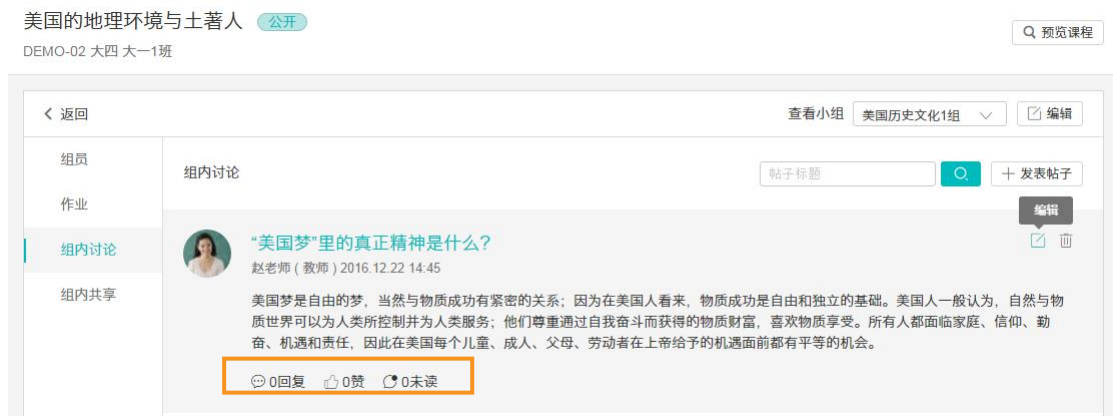 美国的地理环境与土著人 公开
预览课程
DEMO-02 大四 大一1班
返回
查看小组 美国历史文化1组 编辑
组员
作业
组内讨论
组内共享
组内讨论 帖子标题 发表帖子
编辑
“美国梦”里的真正精神是什么?
赵老师 ( 教师 ) 2016.12.22 14:45
美国梦是自由的梦，当然与物质成功有紧密的关系；因为在美国人看来，物质成功是自由和独立的基础。美国人一般认为，自然与物
质世界可以为人类所控制并为人类服务；他们尊重通过自我奋斗而获得的物质财富，喜欢物质享受。所有人都面临家庭、信仰、勤
奋、机遇和责任，因此在美国每个儿童、成人、父母、劳动者在上帝给予的机遇面前都有平等的机会。
0回复 0赞 0未读